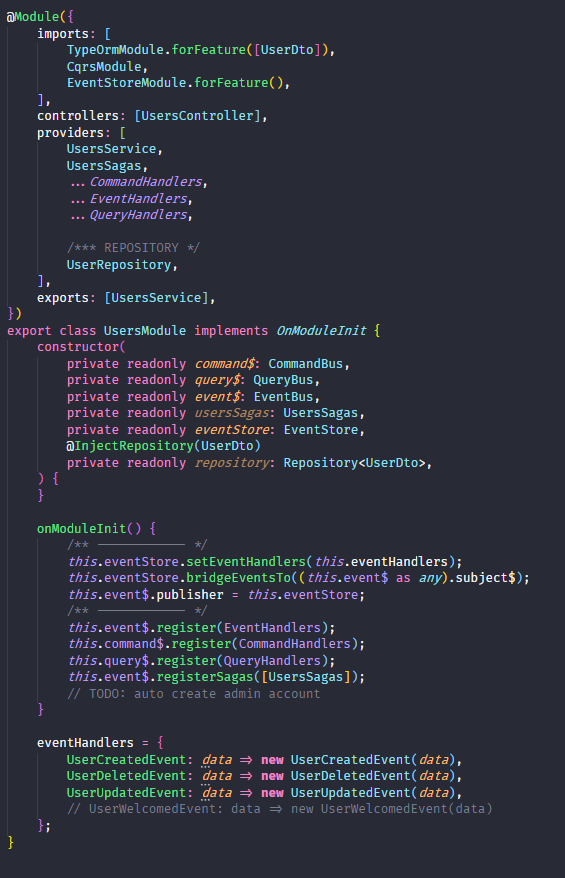 @Module({
    imports: [
        TypeOrmModule.forFeature([UserDto]),
        CqrsModule,
        EventStoreModule.forFeature(),
    ],
    controllers: [UsersController],
    providers: [
        UsersService,
        UsersSagas,
        ...CommandHandlers,
        ...EventHandlers,
        ...QueryHandlers,

        /*** REPOSITORY */
        UserRepository,
    ],
    exports: [UsersService],
})
export class UsersModule implements OnModuleInit {
    constructor(
        private readonly command$: CommandBus,
        private readonly query$: QueryBus,
        private readonly event$: EventBus,
        private readonly usersSagas: UsersSagas,
        private readonly eventStore: EventStore,
        @InjectRepository(UserDto)
        private readonly repository: Repository<UserDto>,
    ) {
    }

    onModuleInit() {
        /** ------------ */
        this.eventStore.setEventHandlers(this.eventHandlers);
        this.eventStore.bridgeEventsTo((this.event$ as any).subject$);
        this.event$.publisher = this.eventStore;
        /** ------------ */
        this.event$.register(EventHandlers);
        this.command$.register(CommandHandlers);
        this.query$.register(QueryHandlers);
        this.event$.registerSagas([UsersSagas]);
        // TODO: auto create admin account
    }

    eventHandlers = {
        UserCreatedEvent: data => new UserCreatedEvent(data),
        UserDeletedEvent: data => new UserDeletedEvent(data),
        UserUpdatedEvent: data => new UserUpdatedEvent(data),
        // UserWelcomedEvent: data => new UserWelcomedEvent(data)
    };
}